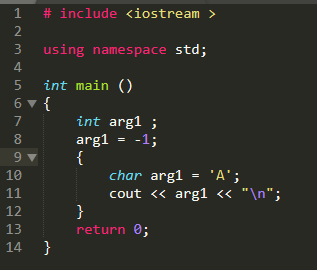 1 # include <iostream >
2
3 using namespace std;
4
5 int main ()
6 {
7 int arg1 ;
8 arg1 = -1;
9 {
10 char arg1 = 'A';
11 cout << arg1 << "\n";
12 }
13 return 0;
14 }